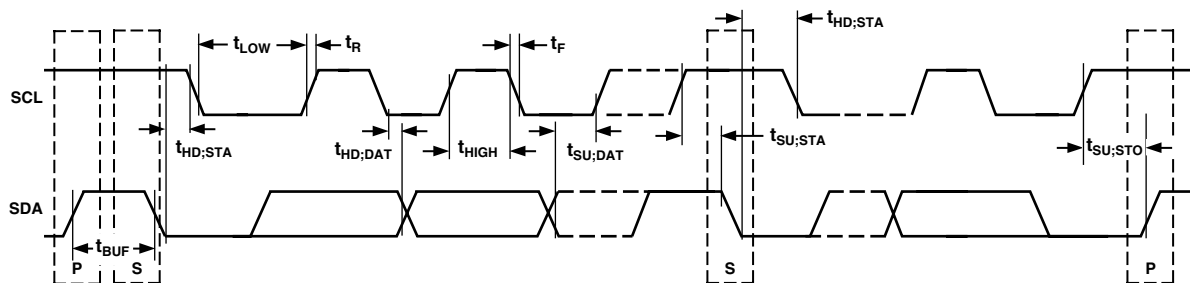 tHD;STA
tLOW
tR
tF
SCL
tHD;STA
tHD;DAT
tHIGH
tSU;DAT
tSU;STA
tSU;STO
SDA
tBUF
P
S
S
P